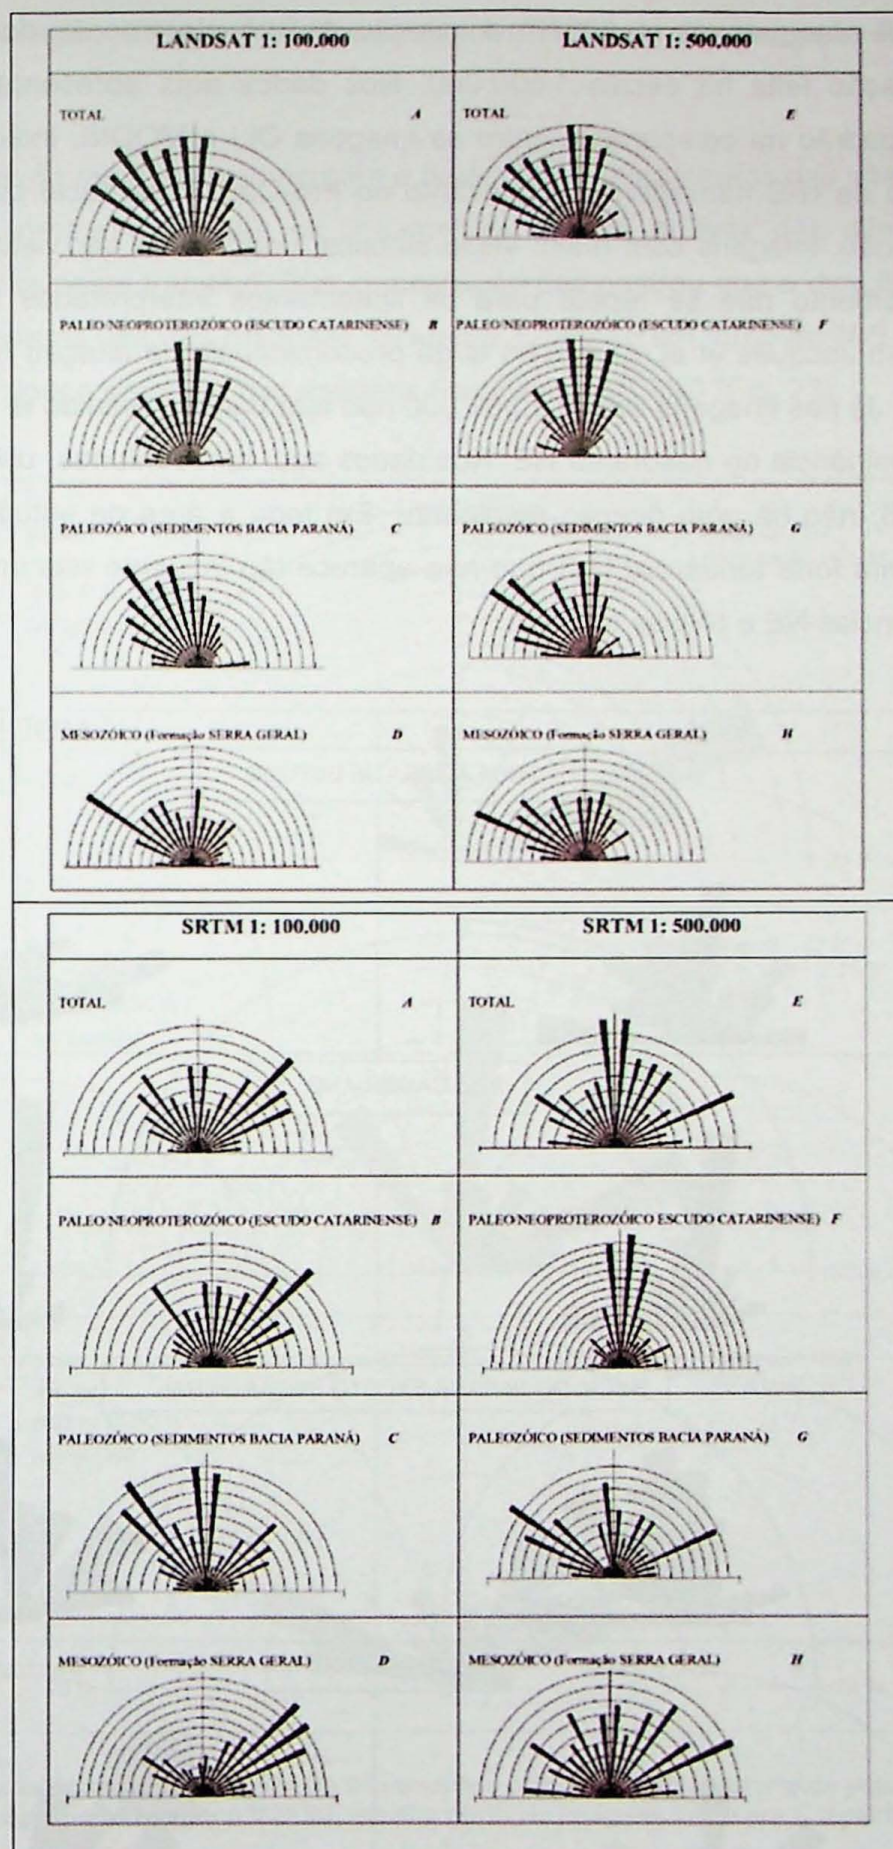 LANDSAT 1: 100.000 LANDSAT 1: 500.000
TOTAL A TOTAL E
PALEO NEOPROTEROZÓICO (ESCUDO CATARINENSE) B PALEO NEOPROTEROZÓICO (ESCUDO CATARINENSE) F
PALEOZÓICO (SEDIMENTOS BACIA PARANÁ) C PALEOZÓICO (SEDIMENTOS BACIA PARANÁ) G
MESOZÓICO (Formação SERRA GERAL) D MESOZÓICO (Formação SERRA GERAL) H
SRTM 1: 100.000 SRTM 1: 500.000
TOTAL A TOTAL E
PALEO NEOPROTEROZÓICO (ESCUDO CATARINENSE) B PALEO NEOPROTEROZÓICO ESCUDO CATARINENSE) F
PALEOZÓICO (SEDIMENTOS BACIA PARANÁ) C PALEOZÓICO (SEDIMENTOS BACIA PARANÁ) G
MESOZÓICO (Formação SERRA GERAL) D MESOZÓICO (Formação SERRA GERAL) H